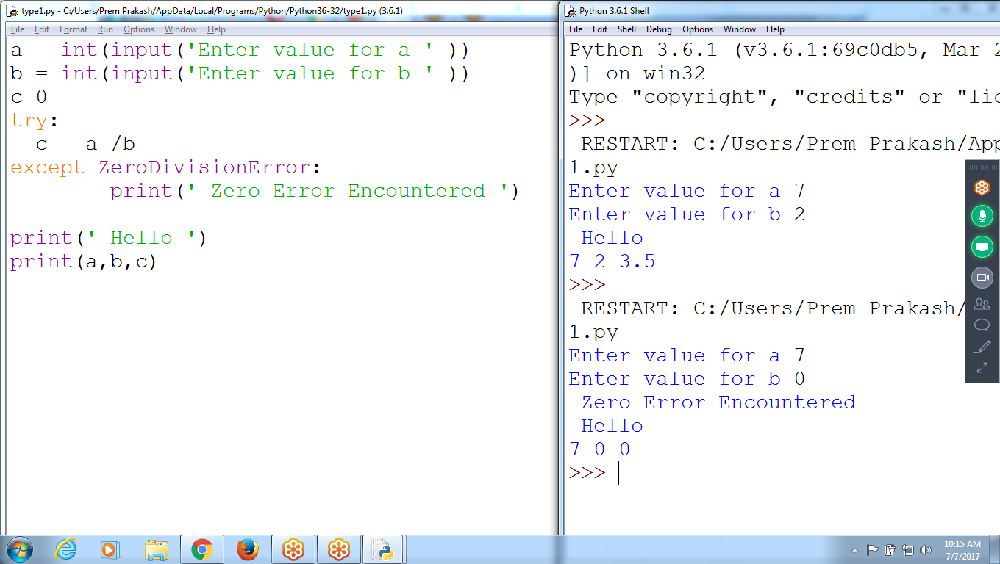 type1.py - C:/Users/Prem Prakash/AppData/Local/Programs/Python/Python36-32/type1.py (3.6.1)
File Edit Format Run Options Window Help
a = int(input('Enter value for a ' ))
b = int(input('Enter value for b ' ))
c=0
try:
  c = a /b
except ZeroDivisionError:
        print(' Zero Error Encountered ')
print(' Hello ')
print(a,b,c)
Python 3.6.1 Shell
File Edit Shell Debug Options Window Help
Python 3.6.1 (v3.6.1:69c0db5, Mar 2
)] on win32
Type "copyright", "credits" or "lic
>>>
 RESTART: C:/Users/Prem Prakash/App
1.py
Enter value for a 7
Enter value for b 2
 Hello
7 2 3.5
>>>
 RESTART: C:/Users/Prem Prakash/
1.py
Enter value for a 7
Enter value for b 0
 Zero Error Encountered
 Hello
7 0 0
>>>
10:15 AM
7/7/2017